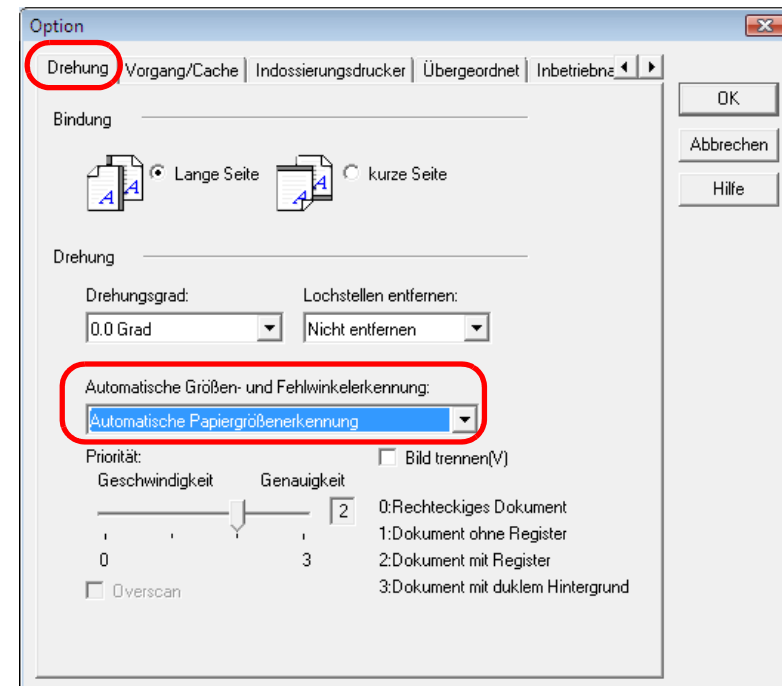 Option
Drehung Vorgang/Cache Indossierungsdrucker Übergeordnet Inbetriebna
OK
Abbrechen
Hilfe
Bindung
A A Lange Seite A kurze Seite
Drehung
Drehungsgrad: Lochstellen entfernen:
0.0 Grad Nicht entfernen
Automatische Größen- und Fehlwinkelerkennung:
Automatische Papiergrößenerkennung
Priorität: Bild trennen(V)
Geschwindigkeit Genauigkeit
2
0 3
Overscan
0:Rechteckiges Dokument
1:Dokument ohne Register
2:Dokument mit Register
3:Dokument mit duklem Hintergrund